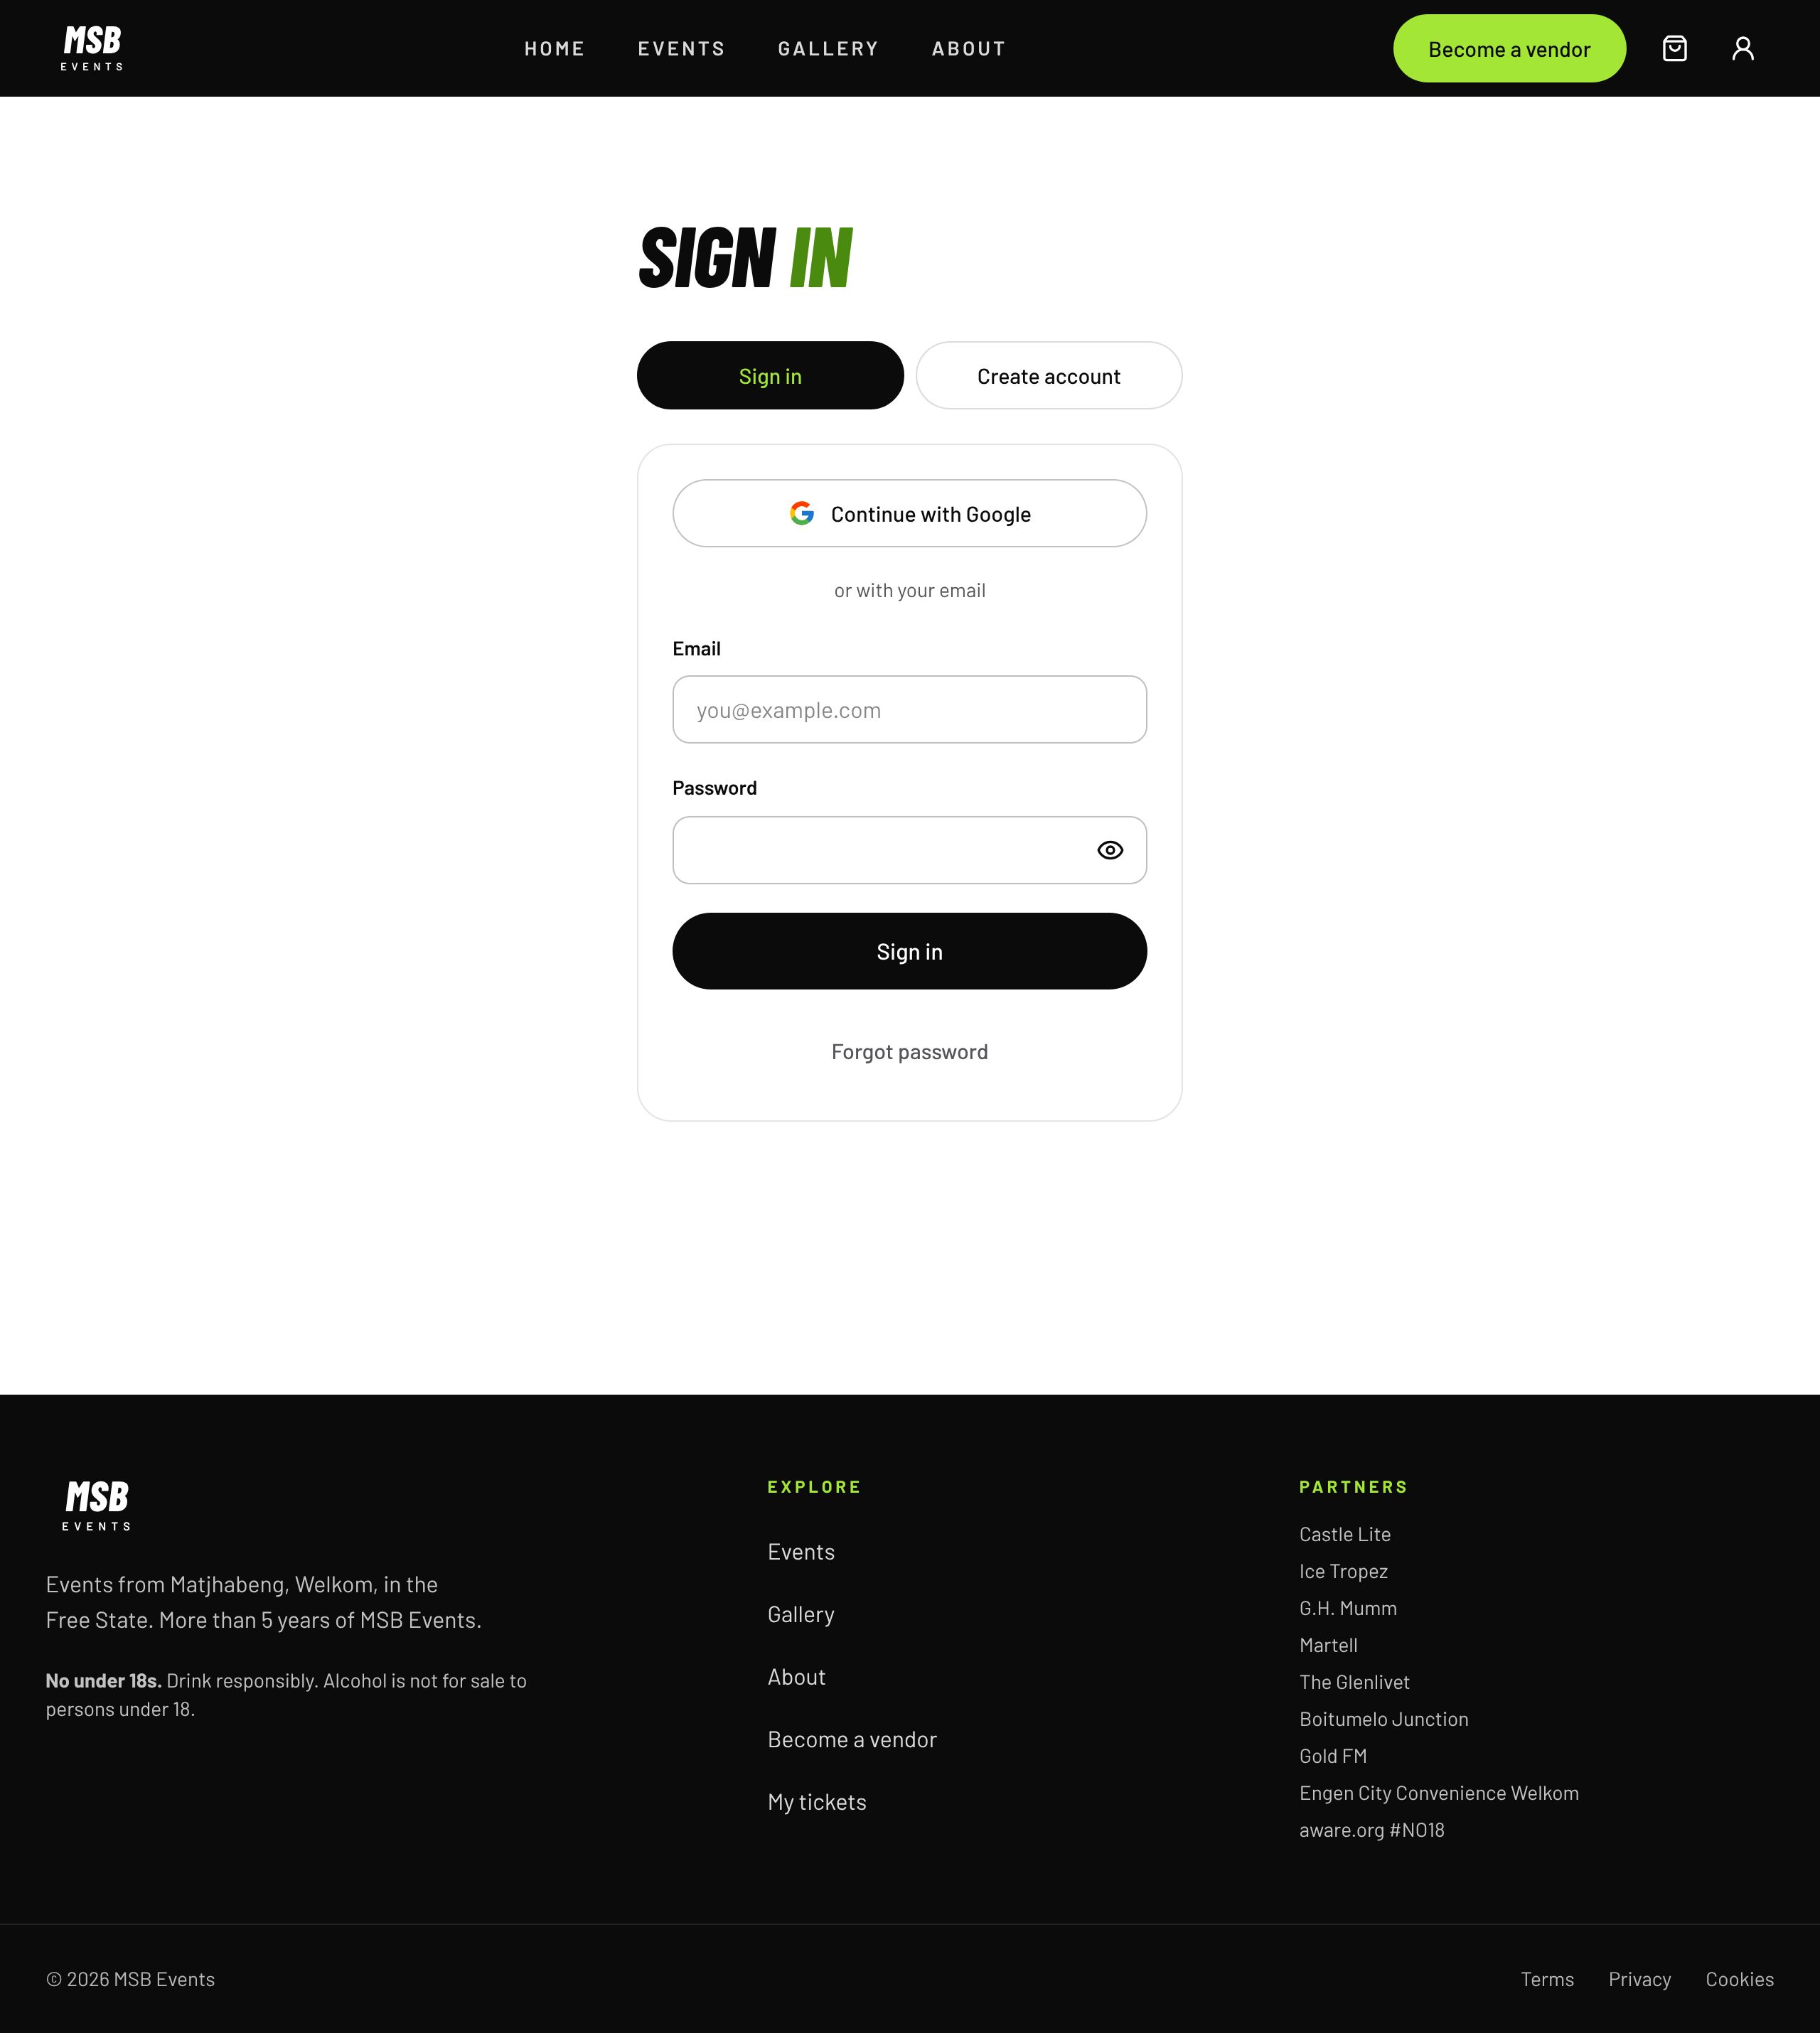 MSB
EVENTS
HOME
EVENTS
GALLERY
ABOUT
Become a vendor
SIGN IN
Sign in
Create account
Continue with Google
or with your email
Email
you@example.com
Password
Sign in
Forgot password
MSB
EVENTS
Events from Matjhabeng, Welkom, in the
Free State. More than 5 years of MSB Events.
No under 18s. Drink responsibly. Alcohol is not for sale to
persons under 18.
EXPLORE
Events
Gallery
About
Become a vendor
My tickets
PARTNERS
Castle Lite
Ice Tropez
G.H. Mumm
Martell
The Glenlivet
Boitumelo Junction
Gold FM
Engen City Convenience Welkom
aware.org #NO18
© 2026 MSB Events
Terms
Privacy
Cookies